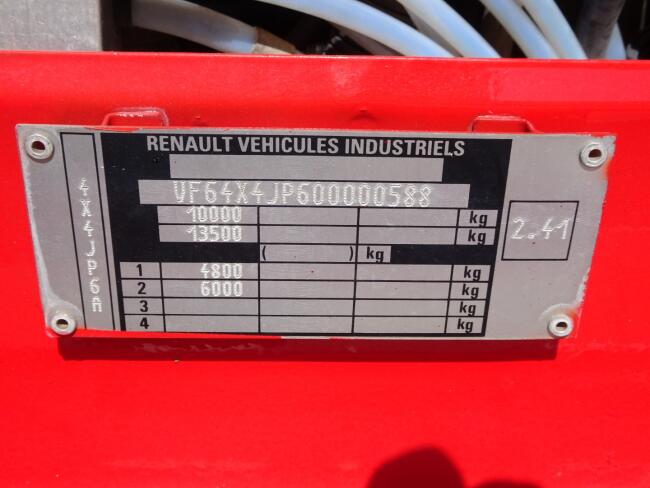 RENAULT VEHICULES INDUSTRIELS
VF64X4JP600000588
10000 kg
13500 kg
( ) kg
1 4800 kg
2 6000 kg
3 kg
4 kg
4X4JP6A
2.41